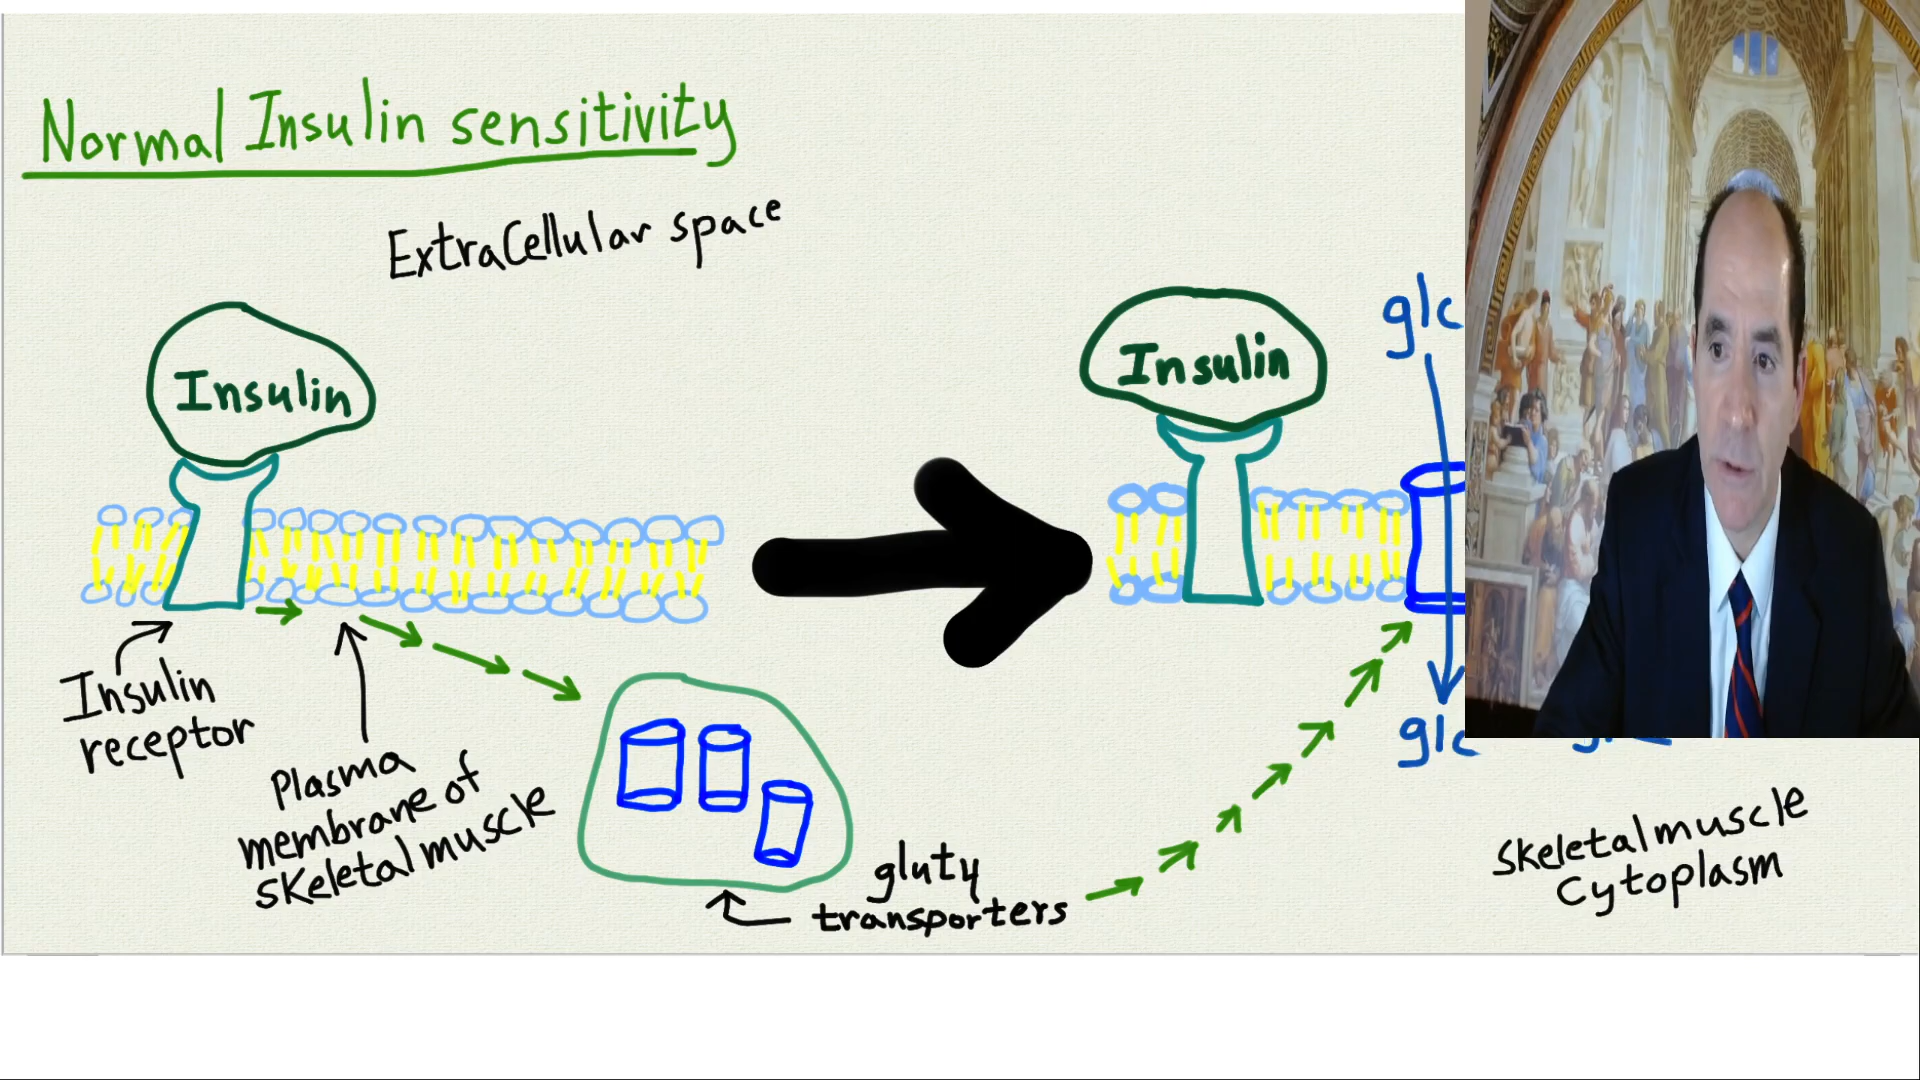 Normal Insulin sensitivity
Extracellular space
Insulin
Insulin
glc
Insulin
receptor
Plasma
membrane of
skeletal muscle
gluty
transporters
glc
Skeletal muscle
Cytoplasm